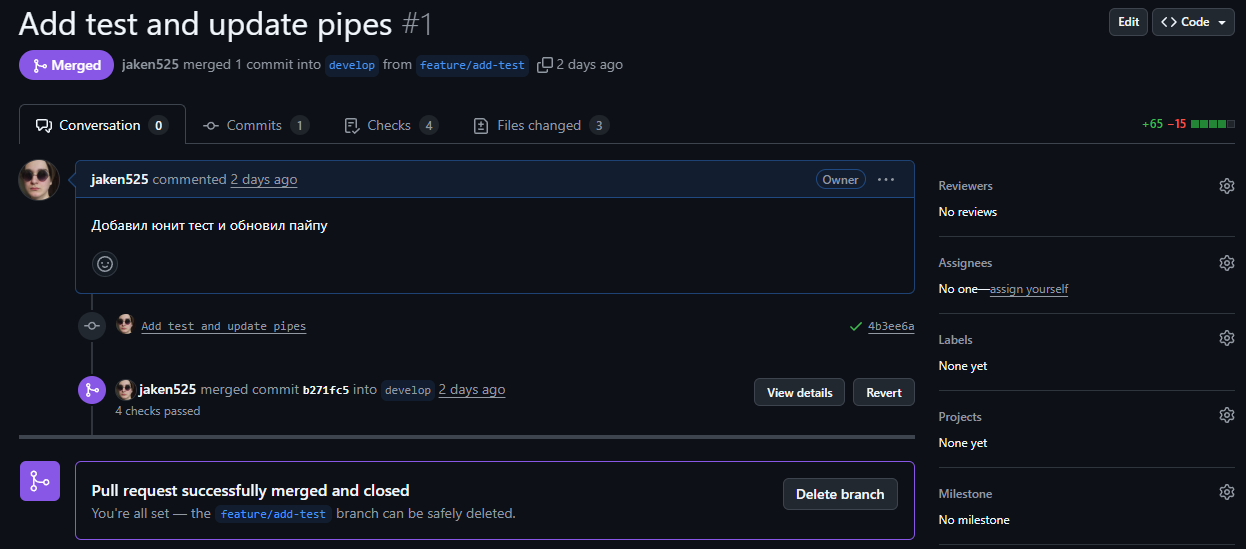 Add test and update pipes #1
Edit
Code
Merged
jaken525 merged 1 commit into develop from feature/add-test 2 days ago
Conversation 0
Commits 1
Checks 4
Files changed 3
+65 −15
jaken525 commented 2 days ago
Owner
Добавил юнит тест и обновил пайпу
Add test and update pipes
4b3ee6a
jaken525 merged commit b271fc5 into develop 2 days ago
4 checks passed
View details
Revert
Pull request successfully merged and closed
You're all set — the feature/add-test branch can be safely deleted.
Delete branch
Reviewers
No reviews
Assignees
No one—assign yourself
Labels
None yet
Projects
None yet
Milestone
No milestone